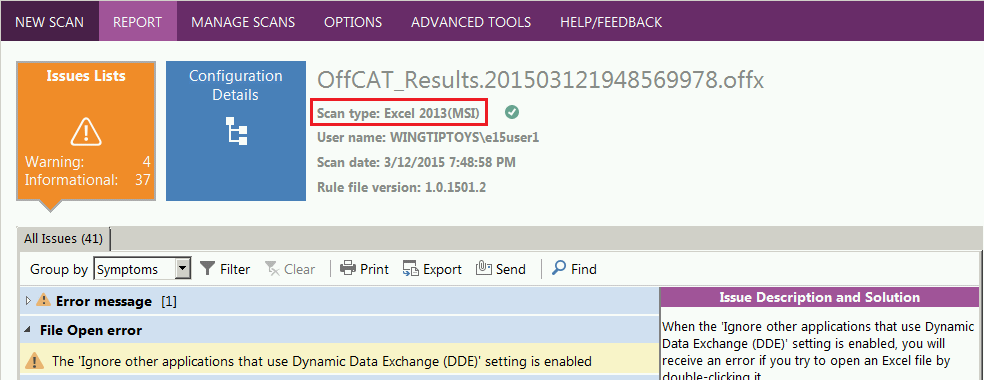 NEW SCAN REPORT MANAGE SCANS OPTIONS ADVANCED TOOLS HELP/FEEDBACK
Issues Lists
Warning: 4
Informational: 37
Configuration
Details
OffCAT_Results.201503121948569978.offx
Scan type: Excel 2013(MSI)
User name: WINGTIPTOYS\e15user1
Scan date: 3/12/2015 7:48:58 PM
Rule file version: 1.0.1501.2
All Issues (41)
Group by Symptoms Filter Clear Print Export Send Find
Error message [1]
File Open error
The 'Ignore other applications that use Dynamic Data Exchange (DDE)' setting is enabled
Issue Description and Solution
When the 'Ignore other applications that use Dynamic
Data Exchange (DDE)' setting is enabled, you will
receive an error if you try to open an Excel file by
double-clicking it.